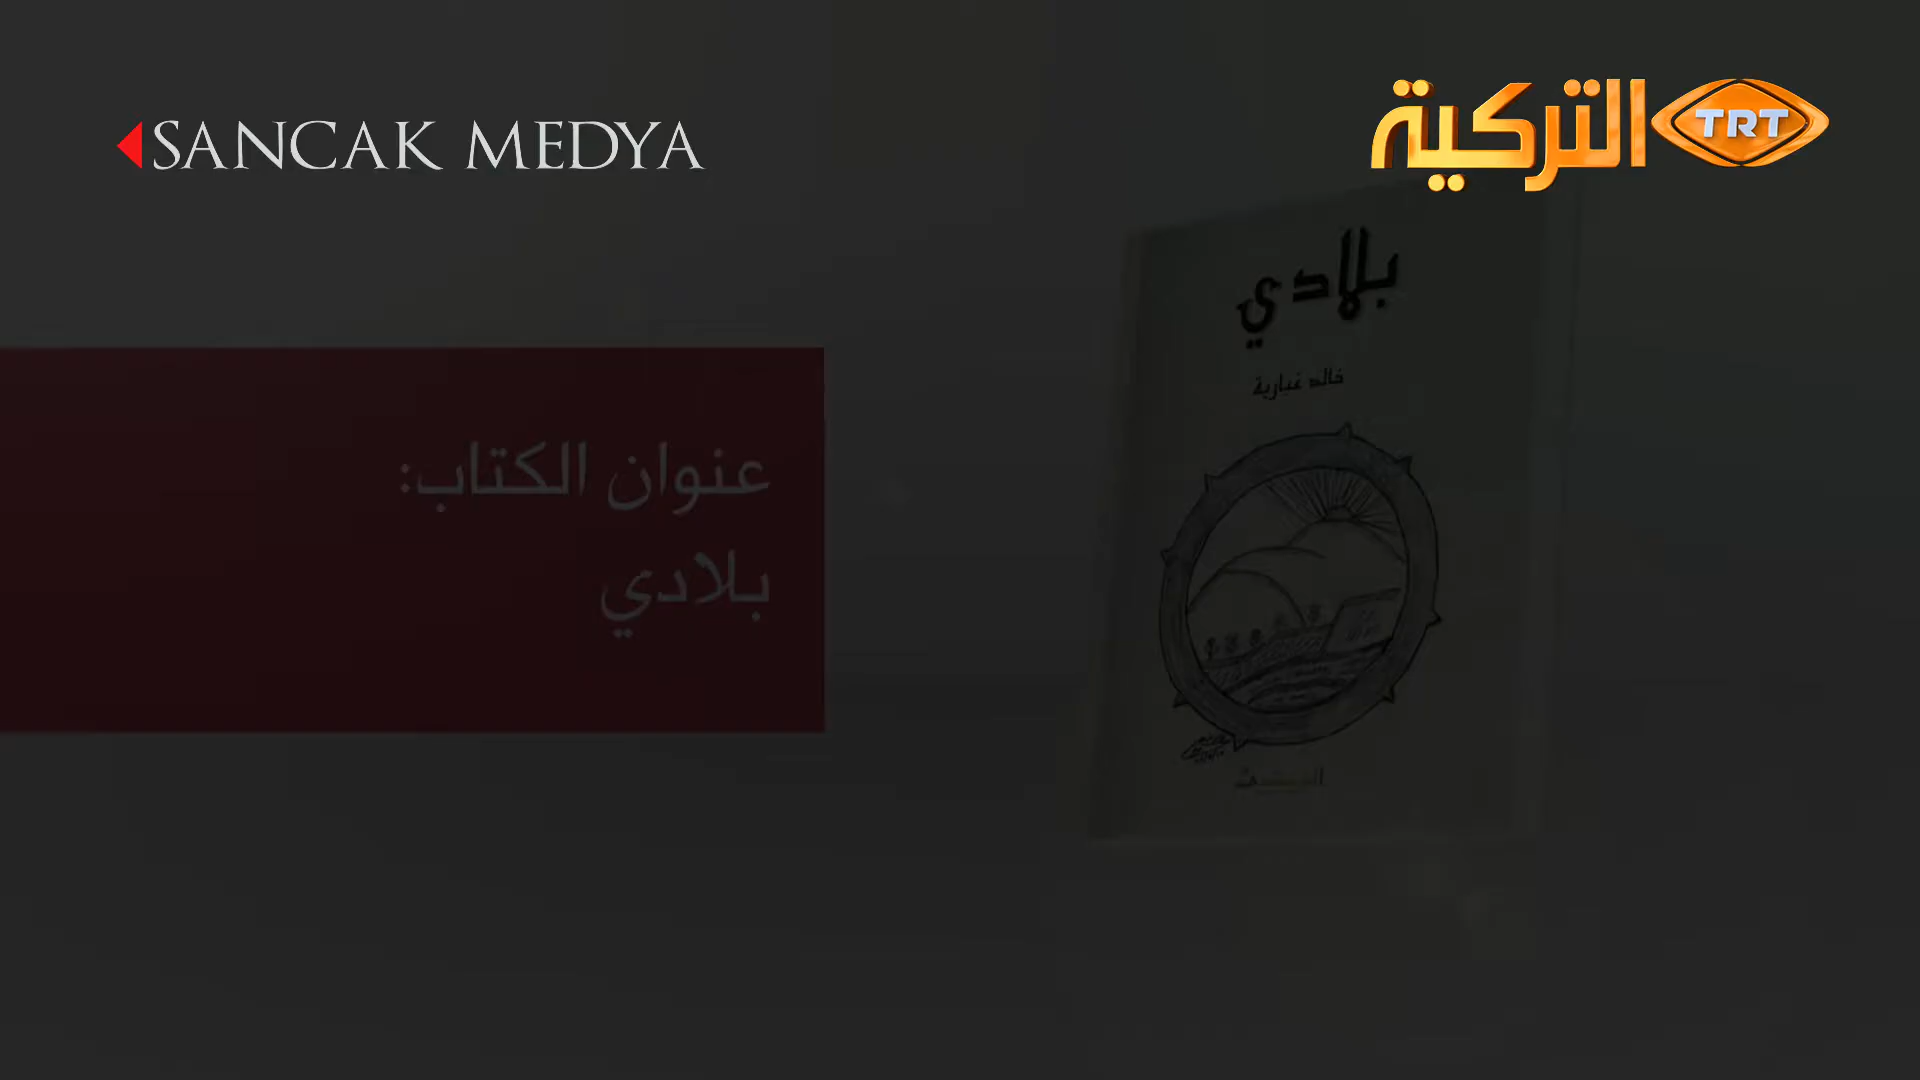 SANCAK MEDYA
التركية TRT
عنوان الكتاب:
بلادي
بلادي
خالد غبارية